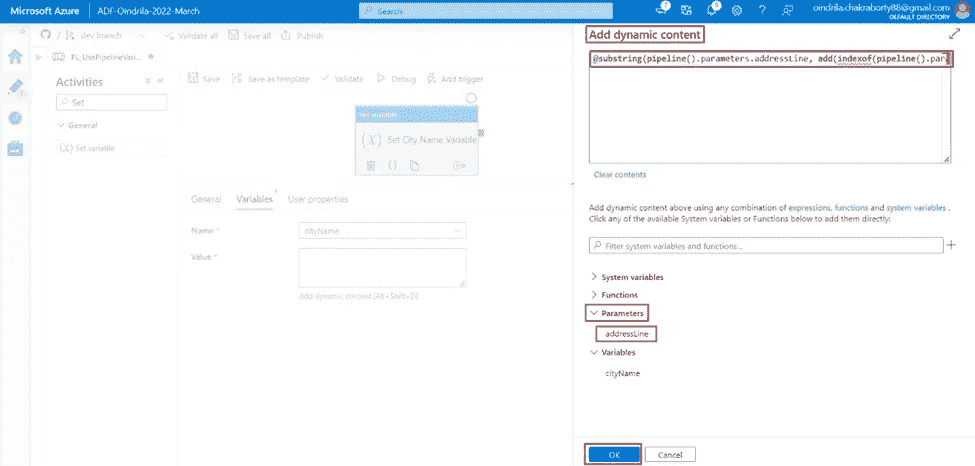 Microsoft Azure ADF-Oindrila-2022-March Search 7 6 oindrila.chakraborty88@gmail.com
DEFAULT DIRECTORY
dev branch Validate all Save all Publish
PL_UsePipelineVari...
Activities
Set
General
(X) Set variable
Save Save as template Validate Debug Add trigger
Set variable
(X) Set City Name Variable
General Variables 1 User properties
Name * cityName
Value *
Add dynamic content [Alt+Shift+D]
Add dynamic content
@substring(pipeline().parameters.addressLine, add(indexof(pipeline().par
Clear contents
Add dynamic content above using any combination of expressions, functions and system variables .
Click any of the available System variables or Functions below to add them directly:
Filter system variables and functions...
System variables
Functions
Parameters
addressLine
Variables
cityName
OK Cancel